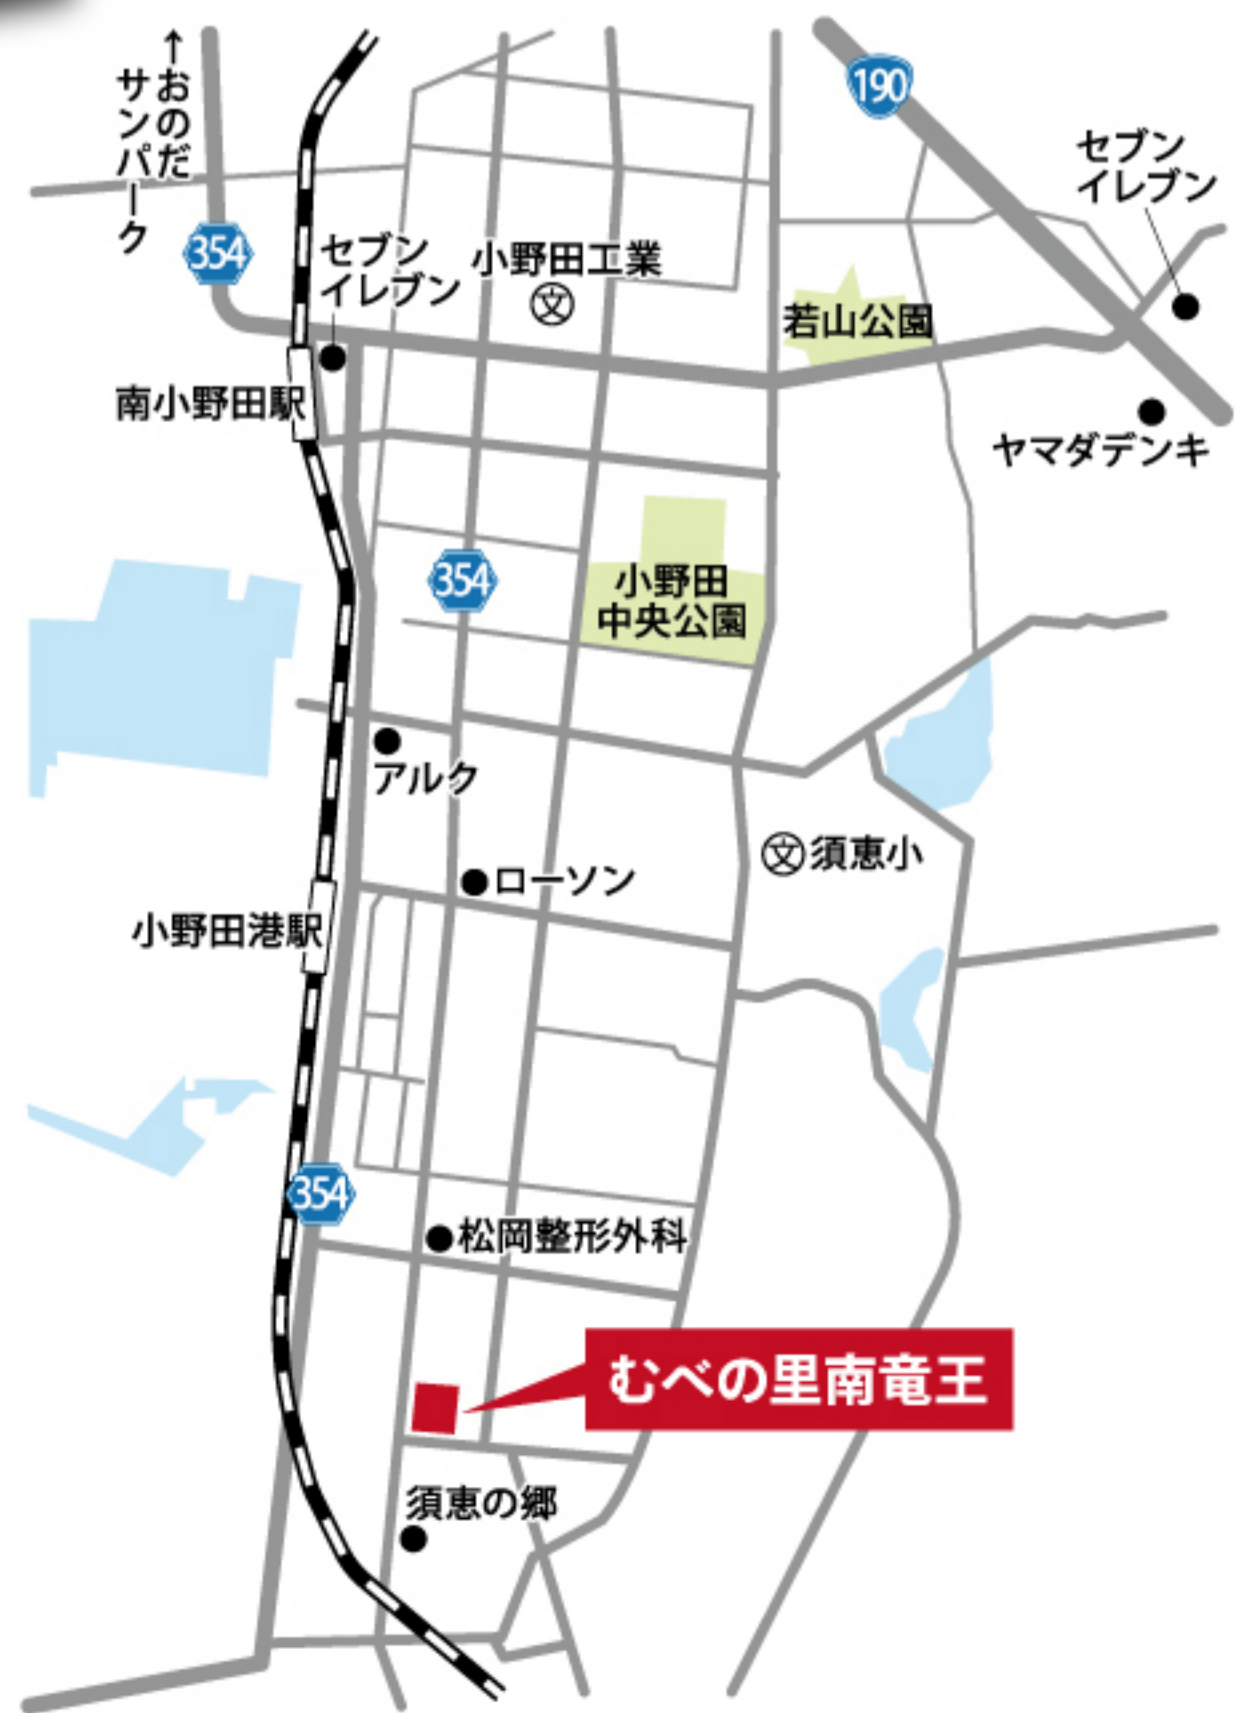 ↑おのだ
サンパーク
190
セブン
イレブン
354
セブン
イレブン
小野田工業
文
若山公園
南小野田駅
ヤマダデンキ
354
小野田
中央公園
アルク
文 須恵小
ローソン
小野田港駅
354
松岡整形外科
むべの里南竜王
須恵の郷